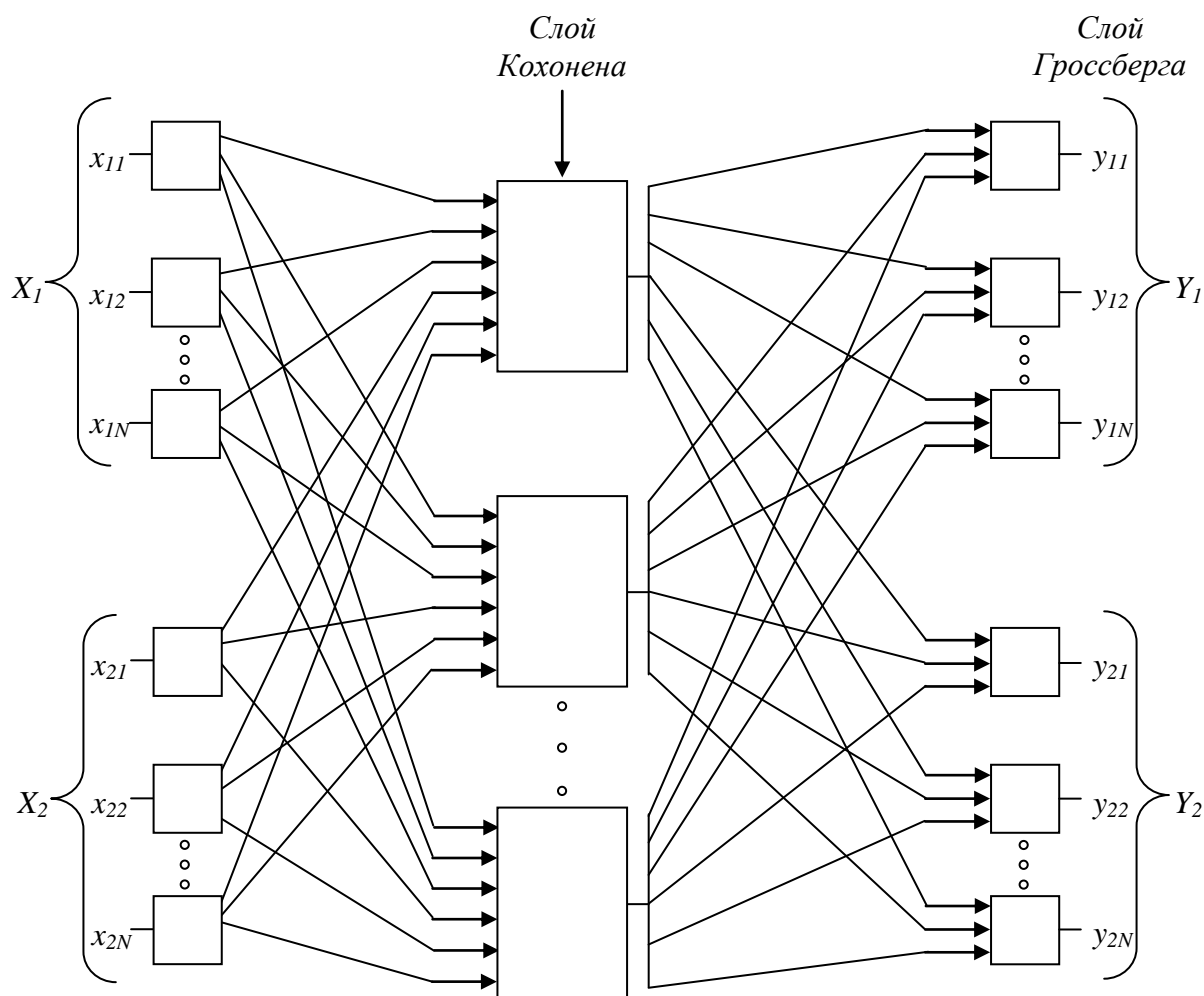 Слой
Кохонена
Слой
Гроссберга
x11
x12
x1N
X1
x21
x22
x2N
X2
y11
y12
y1N
Y1
y21
y22
y2N
Y2